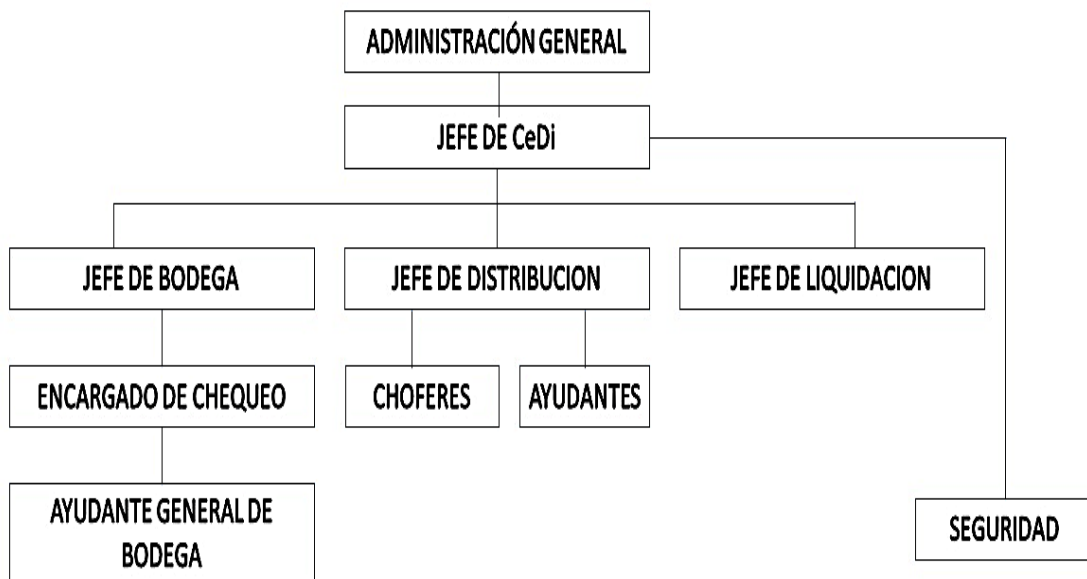 ADMINISTRACIÓN GENERAL
JEFE DE CeDi
JEFE DE BODEGA
JEFE DE DISTRIBUCION
JEFE DE LIQUIDACION
ENCARGADO DE CHEQUEO
CHOFERES
AYUDANTES
AYUDANTE GENERAL DE
BODEGA
SEGURIDAD